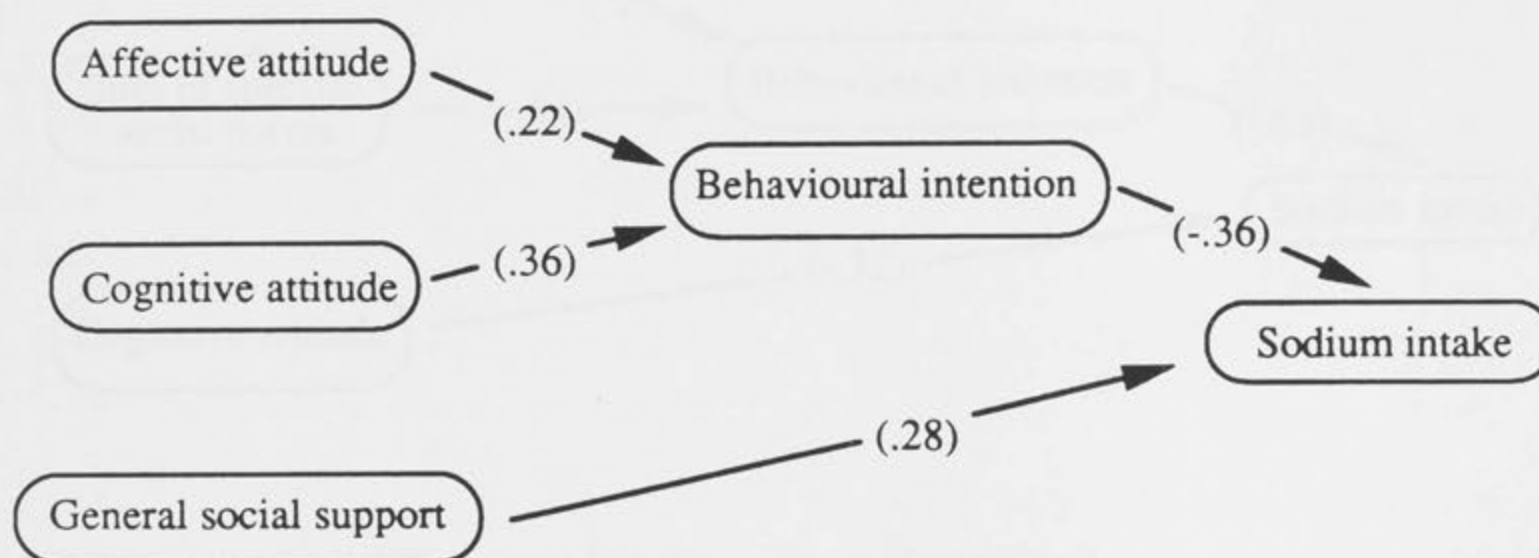 Affective attitude
(.22)
Behavioural intention
(.36)
Cognitive attitude
(-.36)
Sodium intake
(.28)
General social support